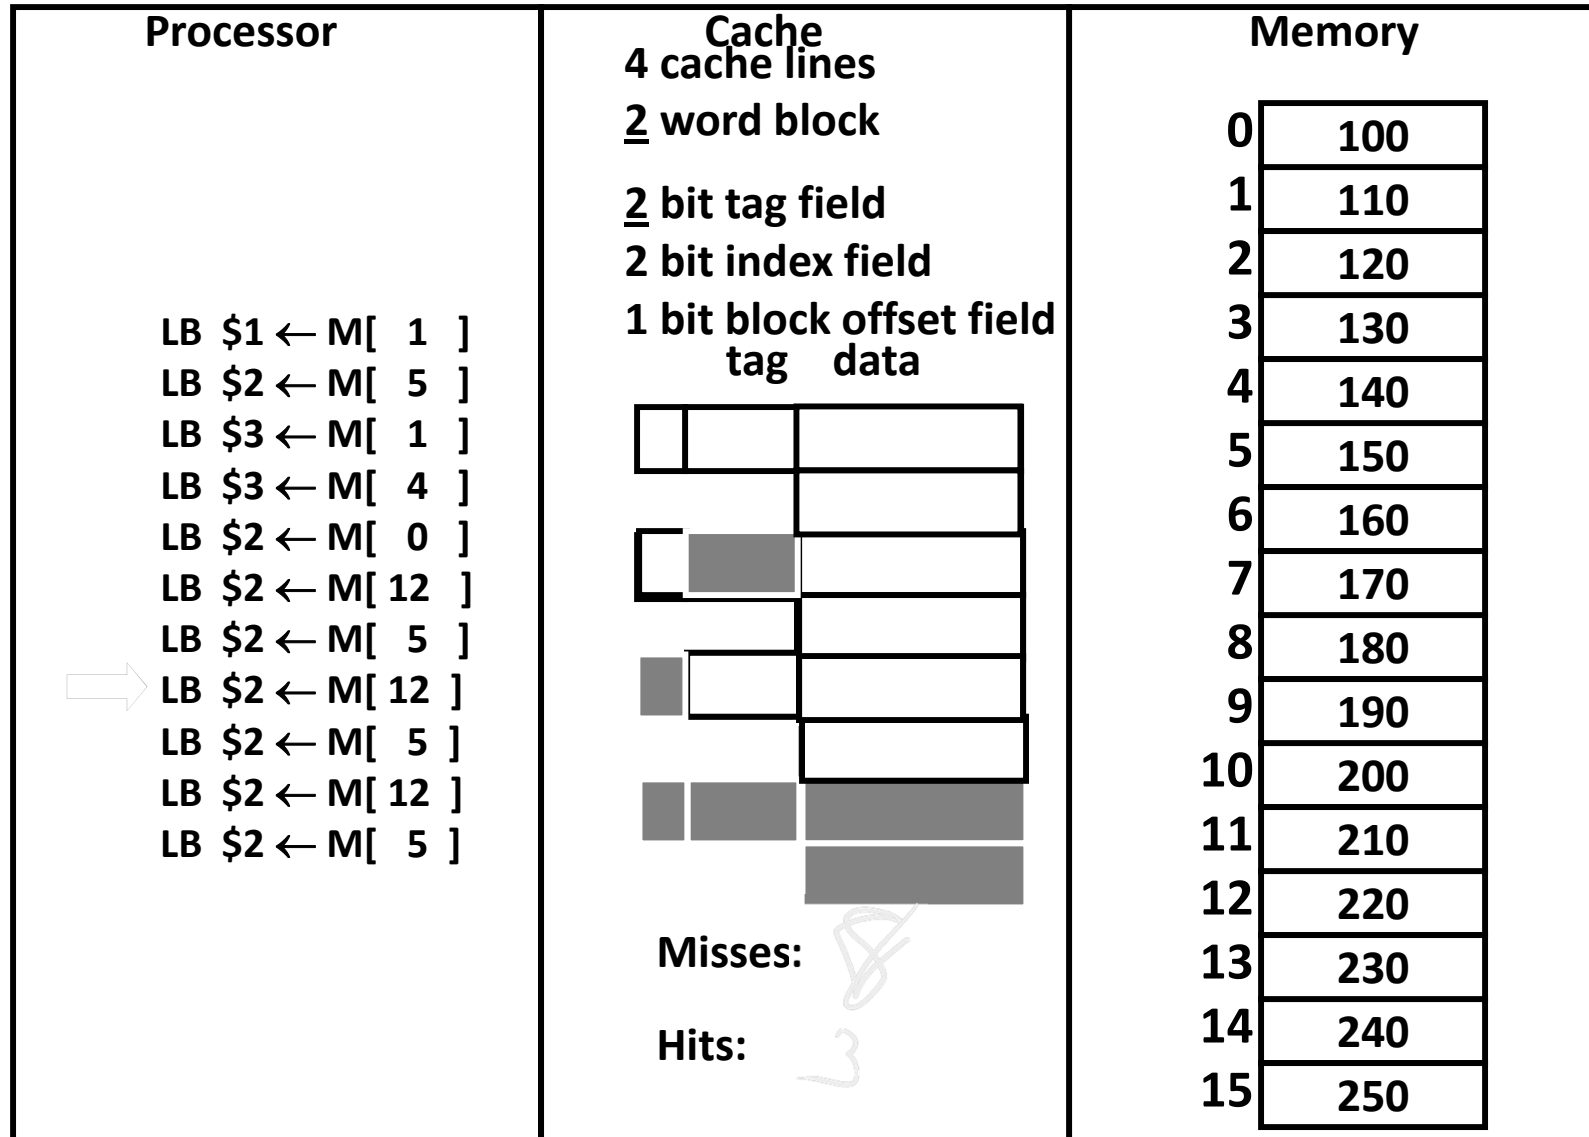 Processor
LB $1 ← M[ 1 ]
LB $2 ← M[ 5 ]
LB $3 ← M[ 1 ]
LB $3 ← M[ 4 ]
LB $2 ← M[ 0 ]
LB $2 ← M[ 12 ]
LB $2 ← M[ 5 ]
LB $2 ← M[ 12 ]
LB $2 ← M[ 5 ]
LB $2 ← M[ 12 ]
LB $2 ← M[ 5 ]
Cache
4 cache lines
2 word block
2 bit tag field
2 bit index field
1 bit block offset field
tag data
Misses: 8
Hits: 3
Memory
0 100
1 110
2 120
3 130
4 140
5 150
6 160
7 170
8 180
9 190
10 200
11 210
12 220
13 230
14 240
15 250